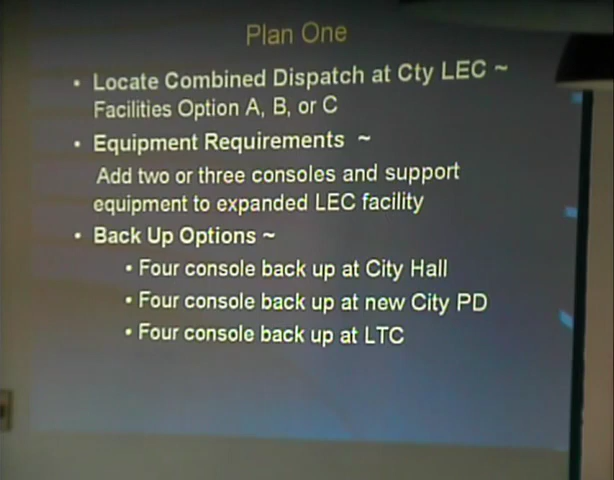 Plan One
• Locate Combined Dispatch at Cty LEC ~
Facilities Option A, B, or C
• Equipment Requirements ~
Add two or three consoles and support
equipment to expanded LEC facility
• Back Up Options ~
• Four console back up at City Hall
• Four console back up at new City PD
• Four console back up at LTC